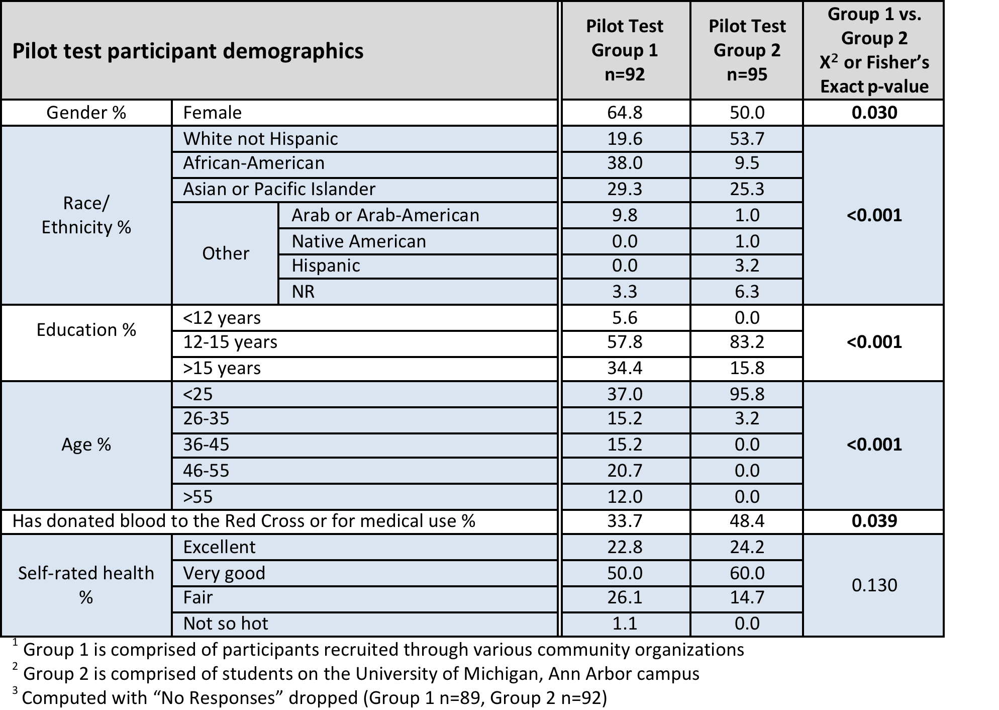 Pilot test participant demographics
Pilot Test
Group 1
n=92
Pilot Test
Group 2
n=95
Group 1 vs.
Group 2
X² or Fisher’s
Exact p-value
Gender % Female 64.8 50.0 0.030
Race/
Ethnicity %
White not Hispanic 19.6 53.7
African-American 38.0 9.5
Asian or Pacific Islander 29.3 25.3
Other
Arab or Arab-American 9.8 1.0
Native American 0.0 1.0
Hispanic 0.0 3.2
NR 3.3 6.3
<0.001
Education %
<12 years 5.6 0.0
12-15 years 57.8 83.2
>15 years 34.4 15.8
<0.001
Age %
<25 37.0 95.8
26-35 15.2 3.2
36-45 15.2 0.0
46-55 20.7 0.0
>55 12.0 0.0
<0.001
Has donated blood to the Red Cross or for medical use % 33.7 48.4 0.039
Self-rated health
%
Excellent 22.8 24.2
Very good 50.0 60.0
Fair 26.1 14.7
Not so hot 1.1 0.0
0.130
1 Group 1 is comprised of participants recruited through various community organizations
2 Group 2 is comprised of students on the University of Michigan, Ann Arbor campus
3 Computed with “No Responses” dropped (Group 1 n=89, Group 2 n=92)